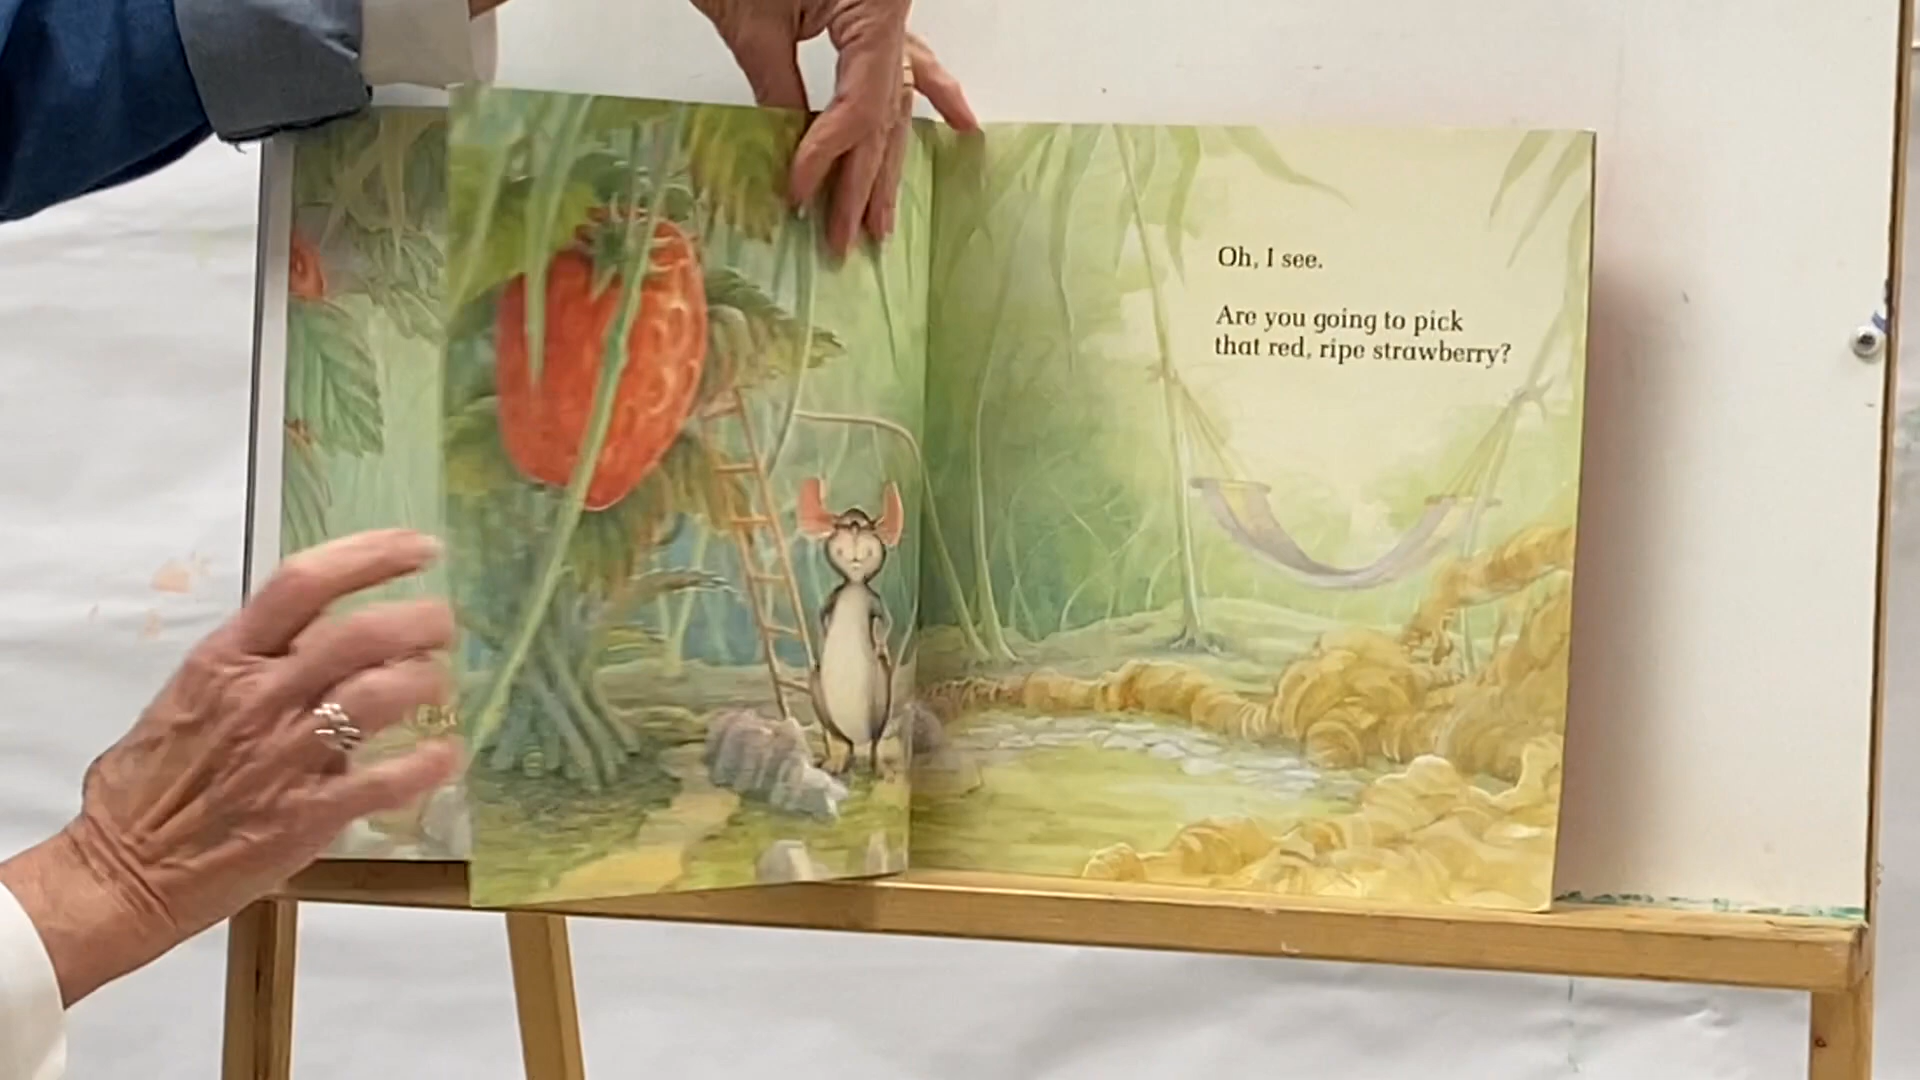 Oh, I see.
Are you going to pick
that red, ripe strawberry?